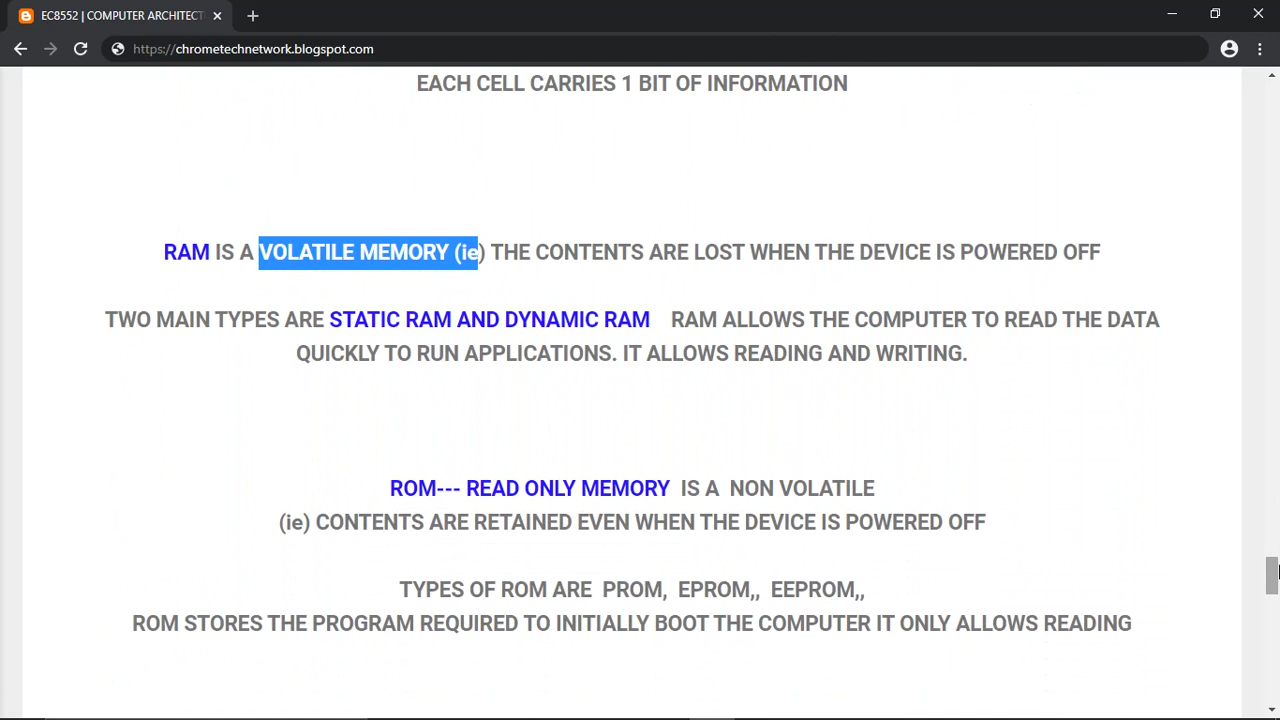 EC8552 | COMPUTER ARCHITECT
https://chrometechnetwork.blogspot.com
EACH CELL CARRIES 1 BIT OF INFORMATION
RAM IS A VOLATILE MEMORY (ie) THE CONTENTS ARE LOST WHEN THE DEVICE IS POWERED OFF
TWO MAIN TYPES ARE STATIC RAM AND DYNAMIC RAM RAM ALLOWS THE COMPUTER TO READ THE DATA
QUICKLY TO RUN APPLICATIONS. IT ALLOWS READING AND WRITING.
ROM--- READ ONLY MEMORY IS A NON VOLATILE
(ie) CONTENTS ARE RETAINED EVEN WHEN THE DEVICE IS POWERED OFF
TYPES OF ROM ARE PROM, EPROM,, EEPROM,,
ROM STORES THE PROGRAM REQUIRED TO INITIALLY BOOT THE COMPUTER IT ONLY ALLOWS READING